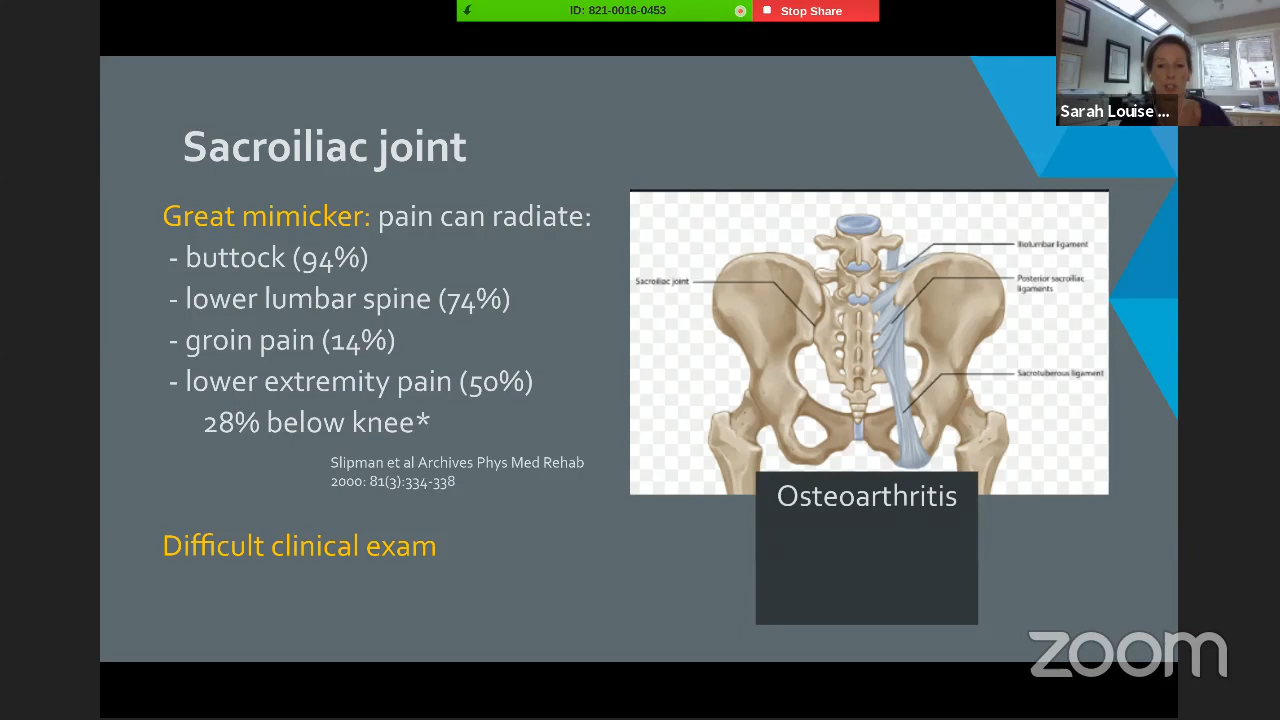 ID: 821-0016-0453
Stop Share
Sarah Louise ...
Sacroiliac joint
Great mimicker: pain can radiate:
- buttock (94%)
- lower lumbar spine (74%)
- groin pain (14%)
- lower extremity pain (50%)
28% below knee*
Slipman et al Archives Phys Med Rehab
2000: 81(3):334-338
Difficult clinical exam
Sacroiliac joint
Iliolumbar ligament
Posterior sacroiliac
ligaments
Sacrotuberous ligament
Osteoarthritis
zoom